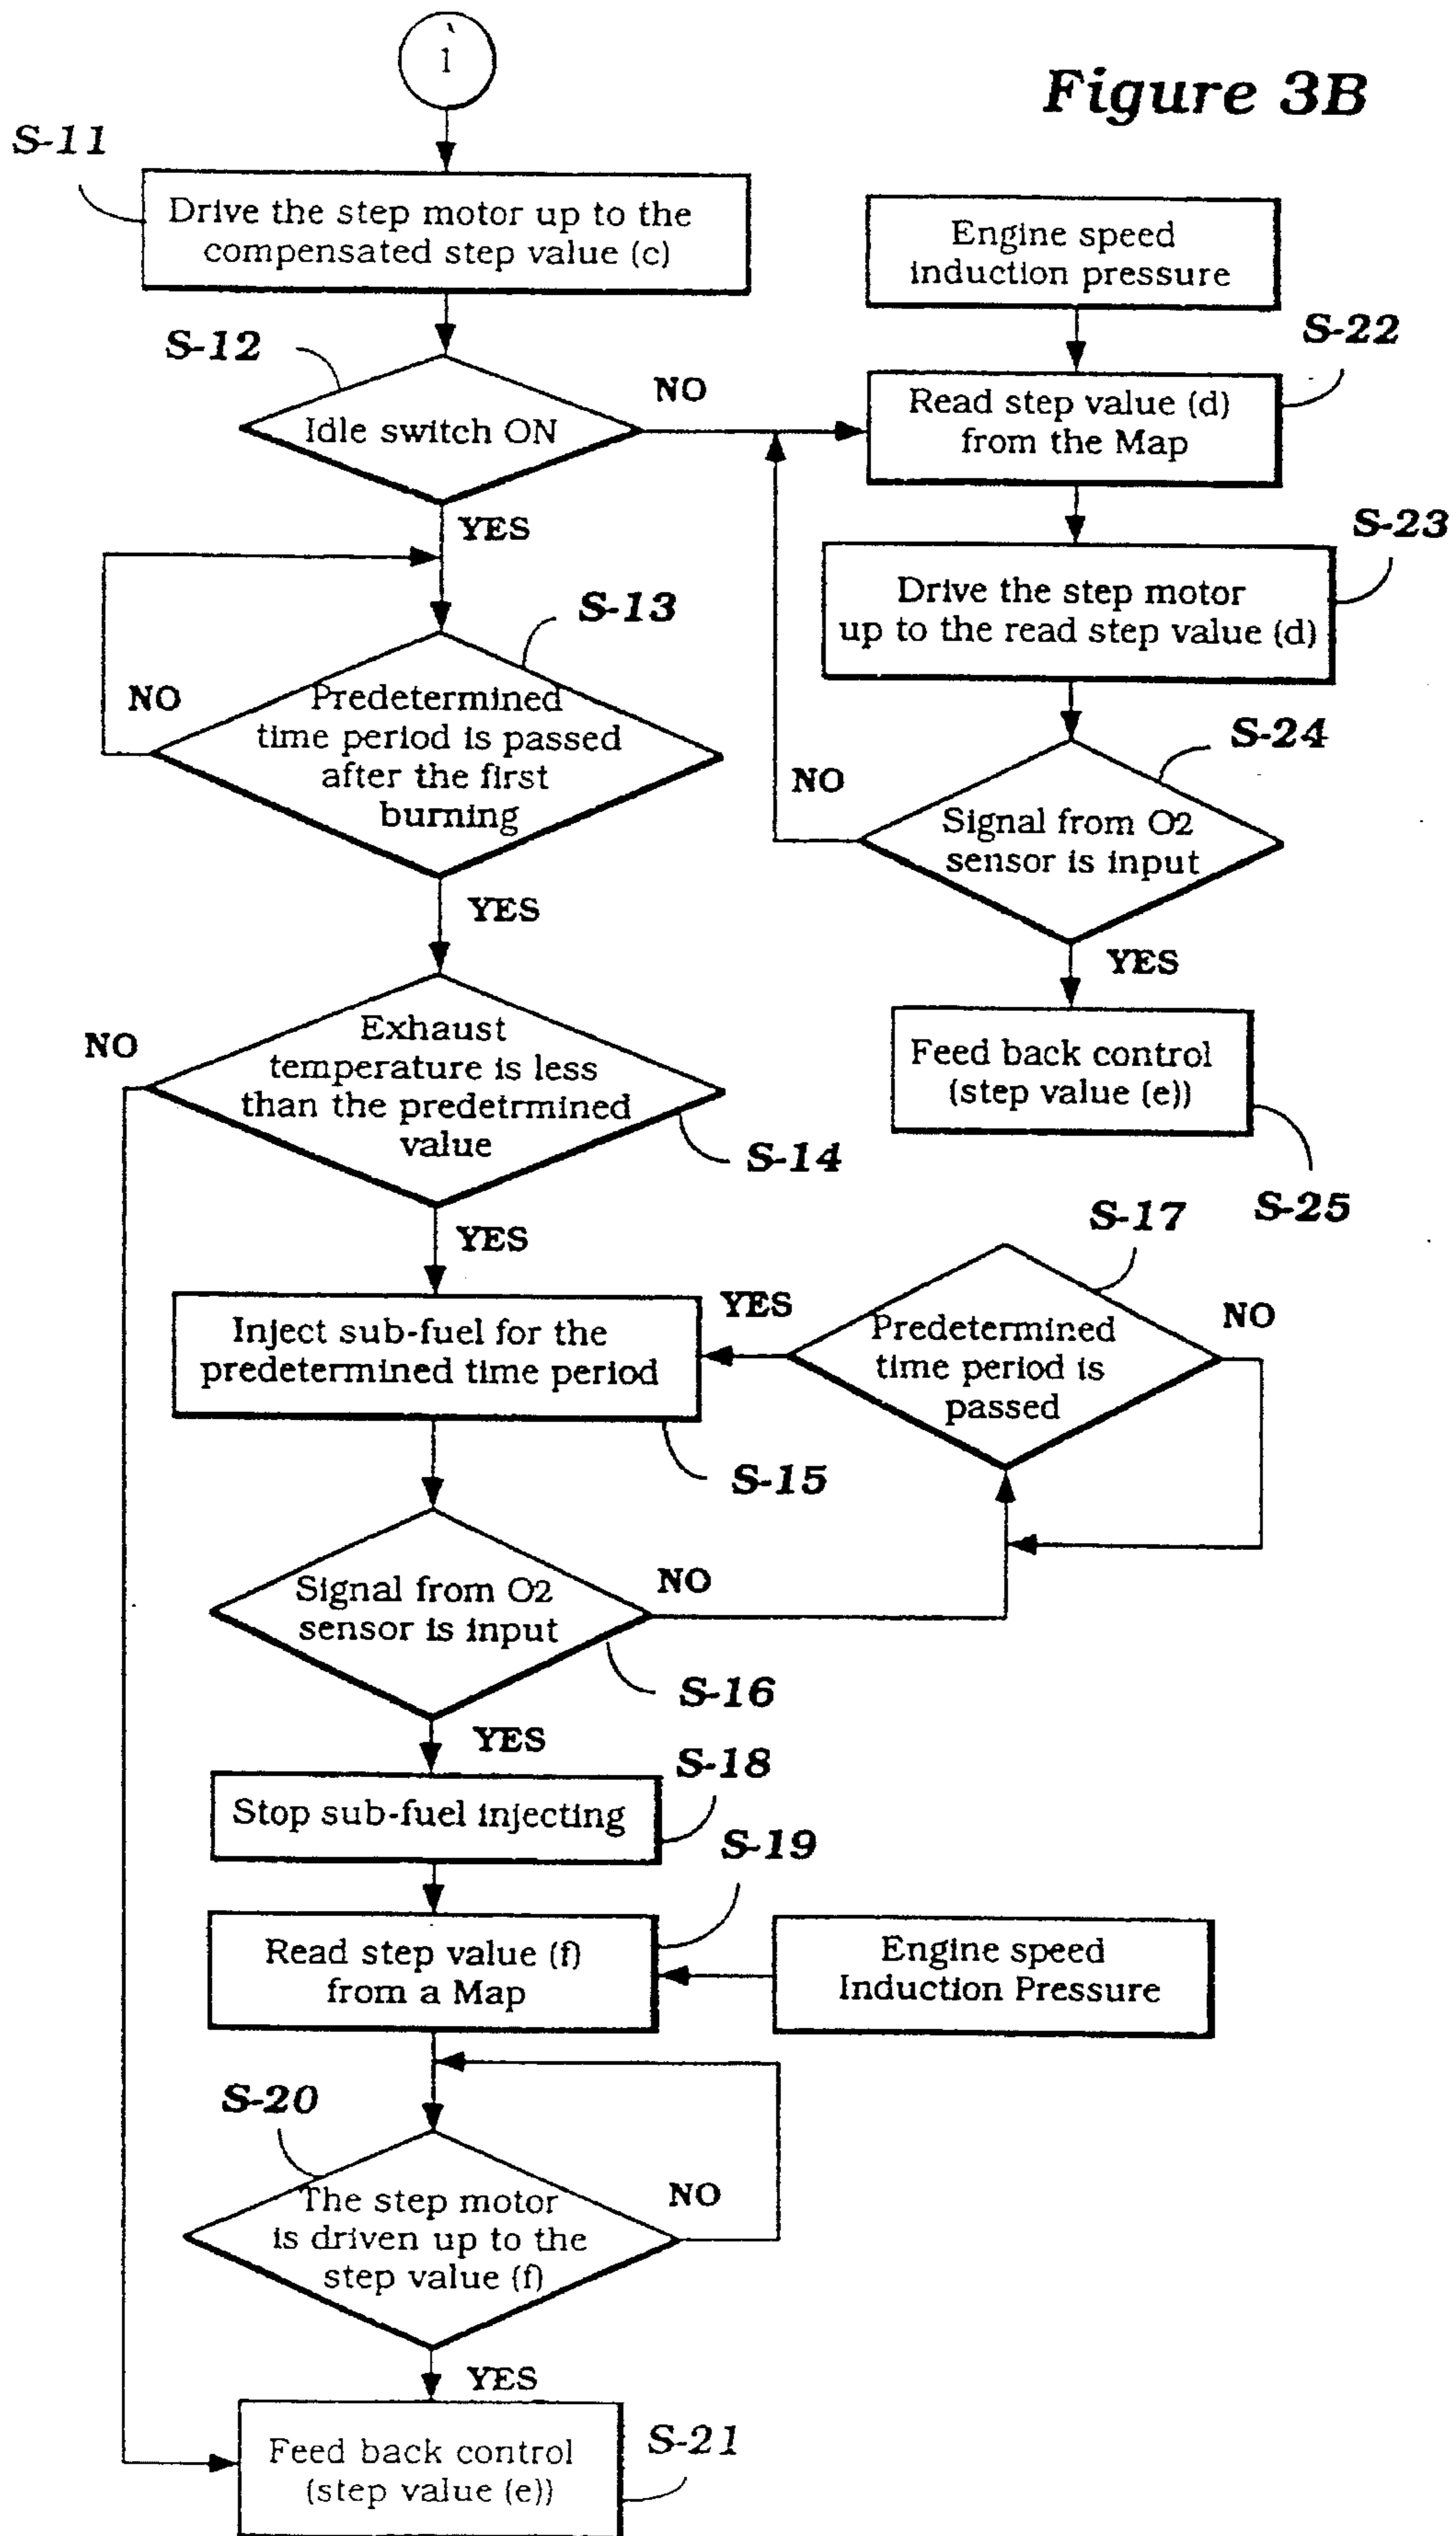 1
Figure 3B
S-11
Drive the step motor up to the
compensated step value (c)
Engine speed
induction pressure
S-12
Idle switch ON
NO
YES
S-22
Read step value (d)
from the Map
S-23
Drive the step motor
up to the read step value (d)
S-13
Predetermined
time period is passed
after the first
burning
NO
YES
S-24
Signal from O2
sensor is input
NO
YES
Feed back control
(step value (e))
S-25
Exhaust
temperature is less
than the predetrmined
value
NO
S-14
YES
S-17
Predetermined
time period is
passed
YES
NO
Inject sub-fuel for the
predetermined time period
S-15
Signal from O2
sensor is input
NO
S-16
YES
S-18
Stop sub-fuel injecting
S-19
Read step value (f)
from a Map
Engine speed
Induction Pressure
S-20
The step motor
is driven up to the
step value (f)
NO
YES
Feed back control
(step value (e))
S-21